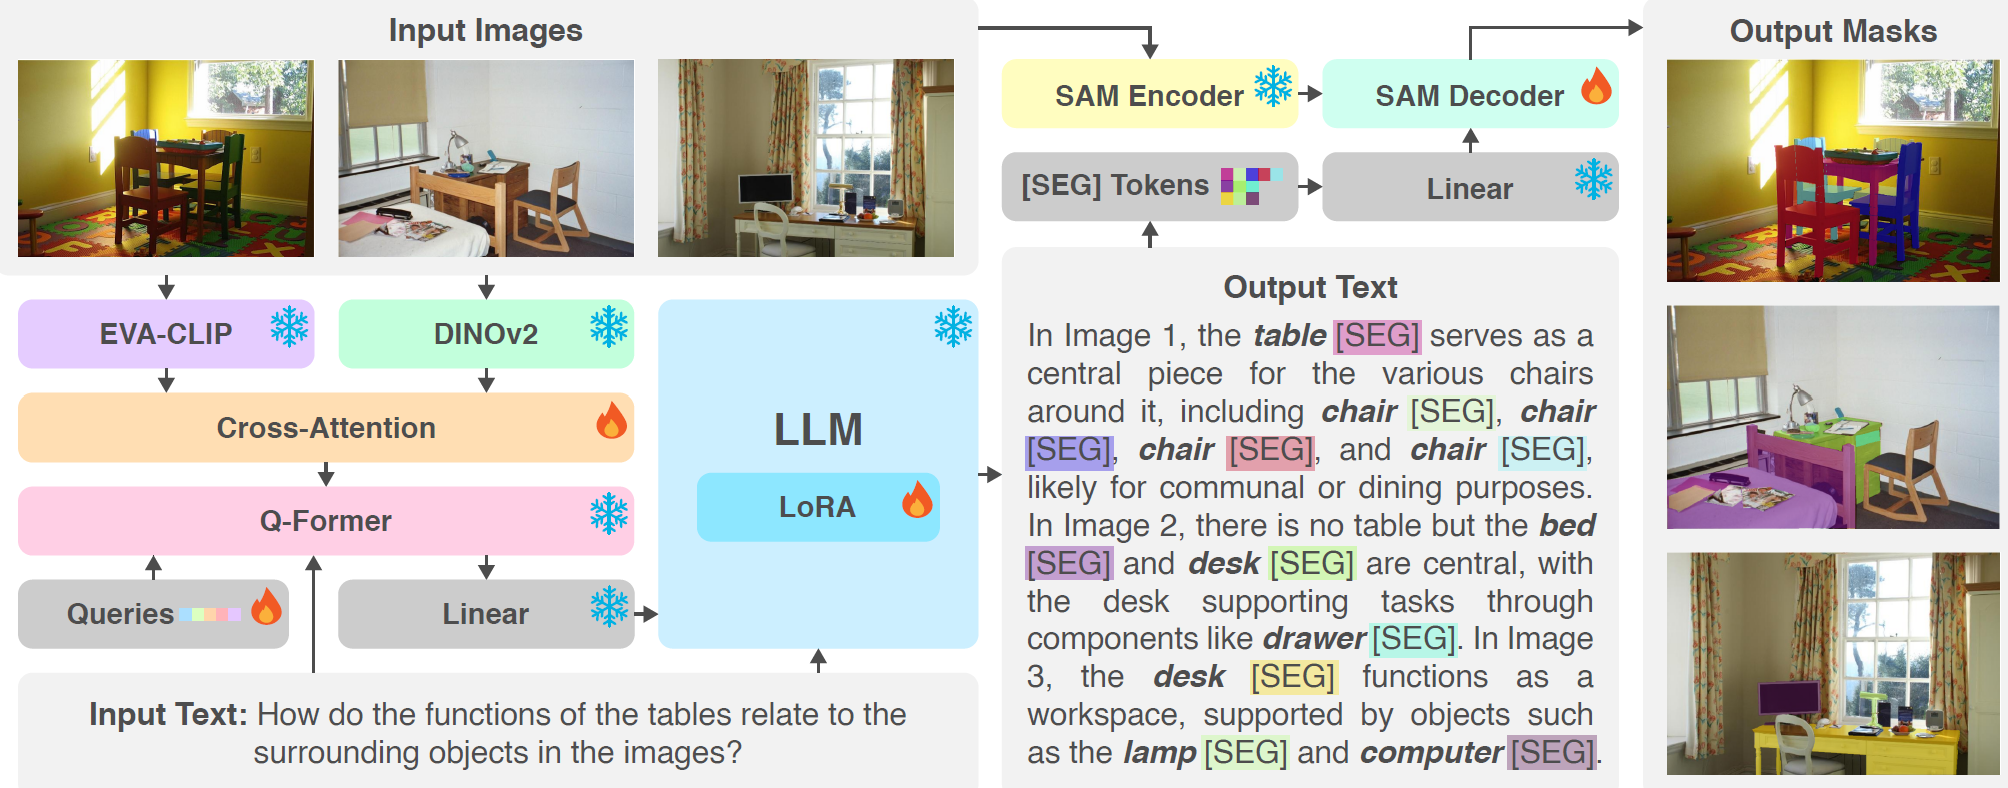 Input Images
EVA-CLIP
DINOv2
Cross-Attention
Q-Former
Queries
Linear
LLM
LoRA
Input Text: How do the functions of the tables relate to the
surrounding objects in the images?
SAM Encoder
SAM Decoder
[SEG] Tokens
Linear
Output Text
In Image 1, the table [SEG] serves as a
central piece for the various chairs
around it, including chair [SEG], chair
[SEG], chair [SEG], and chair [SEG],
likely for communal or dining purposes.
In Image 2, there is no table but the bed
[SEG] and desk [SEG] are central, with
the desk supporting tasks through
components like drawer [SEG]. In Image
3, the desk [SEG] functions as a
workspace, supported by objects such
as the lamp [SEG] and computer [SEG].
Output Masks